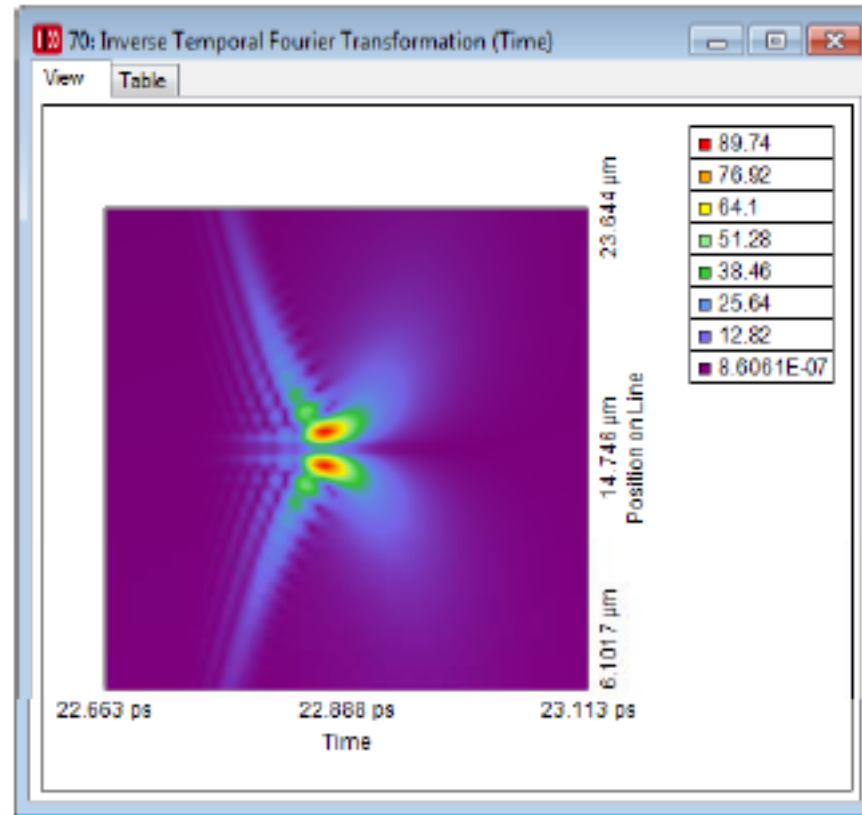 70: Inverse Temporal Fourier Transformation (Time)
View
Table
89.74
76.92
64.1
51.28
38.46
25.64
12.82
8.6061E-07
23.644 µm
14.746 µm
Position on Line
6.1017 µm
22.663 ps
22.888 ps
23.113 ps
Time